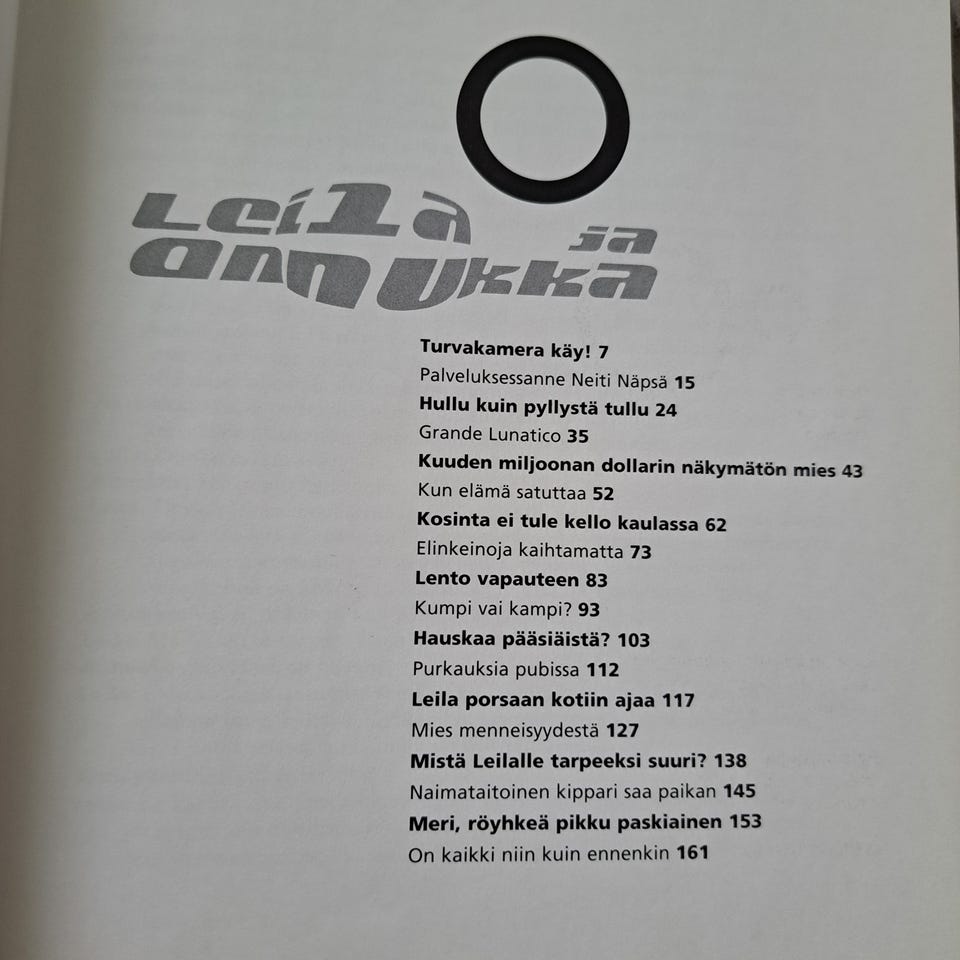 Leila ja
Onnukka
Turvakamera käy! 7
Palveluksessanne Neiti Näpsä 15
Hullu kuin pyllystä tullu 24
Grande Lunatico 35
Kuuden miljoonan dollarin näkymätön mies 43
Kun elämä satuttaa 52
Kosinta ei tule kello kaulassa 62
Elinkeinoja kaihtamatta 73
Lento vapauteen 83
Kumpi vai kampi? 93
Hauskaa pääsiäistä? 103
Purkauksia pubissa 112
Leila porsaan kotiin ajaa 117
Mies menneisyydestä 127
Mistä Leilalle tarpeeksi suuri? 138
Naimataitoinen kippari saa paikan 145
Meri, röyhkeä pikku paskiainen 153
On kaikki niin kuin ennenkin 161